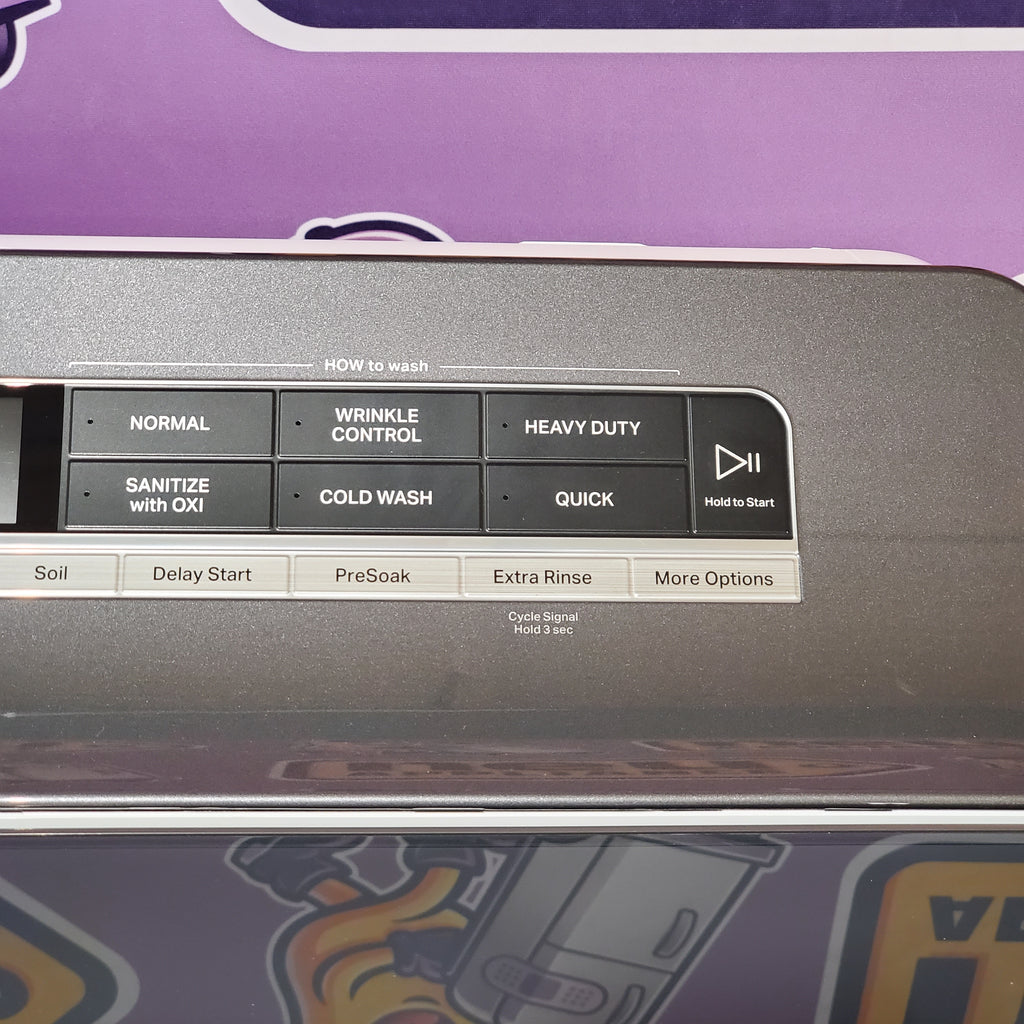 HOW to wash
NORMAL
WRINKLE
CONTROL
HEAVY DUTY
SANITIZE
with OXI
COLD WASH
QUICK
Hold to Start
Soil
Delay Start
PreSoak
Extra Rinse
More Options
Cycle Signal
Hold 3 sec